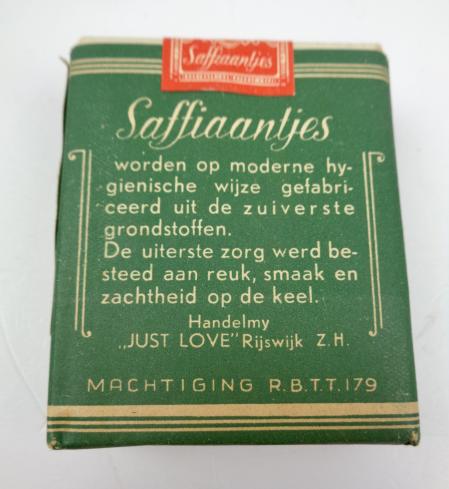 Saffiaantjes
Saffiaantjes
worden op moderne hy-
gienische wijze gefabri-
ceerd uit de zuiverste
grondstoffen.
De uiterste zorg werd be-
steed aan reuk, smaak en
zachtheid op de keel.
Handelmy
„JUST LOVE" Rijswijk Z.H.
MACHTIGING R.B.T.T. 179